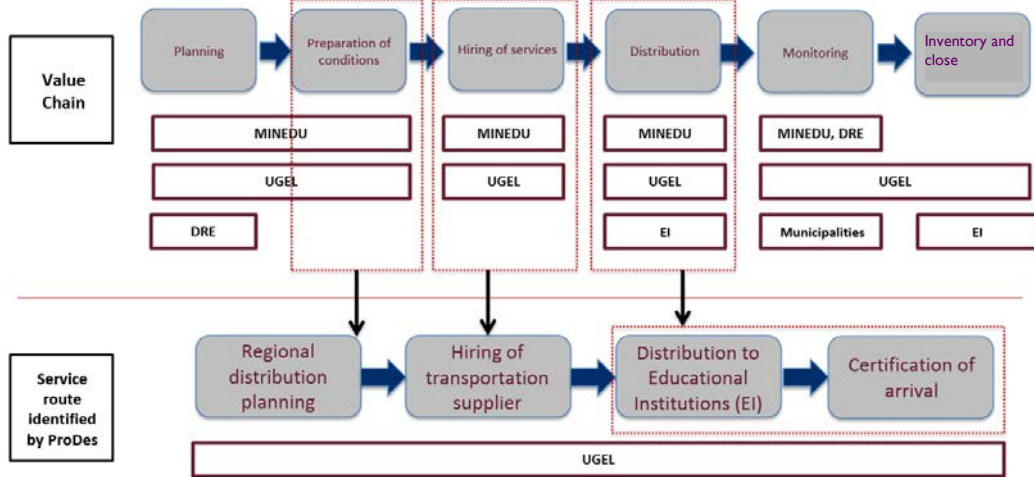 Value
Chain
Planning
Preparation of
conditions
Hiring of services
Distribution
Monitoring
Inventory and
close
MINEDU
MINEDU
MINEDU
MINEDU, DRE
UGEL
UGEL
UGEL
UGEL
DRE
EI
Municipalities
EI
Service
route
identified
by ProDes
Regional
distribution
planning
Hiring of
transportation
supplier
Distribution to
Educational
Institutions (EI)
Certification of
arrival
UGEL